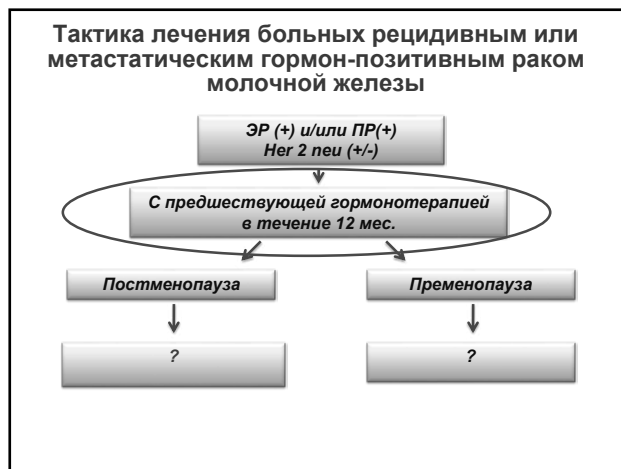 Тактика лечения больных рецидивным или
метастатическим гормон-позитивным раком
молочной железы
ЭР (+) и/или ПР(+)
Her 2 neu (+/-)
С предшествующей гормонотерапией
в течение 12 мес.
Постменопауза
Пременопауза
?
?